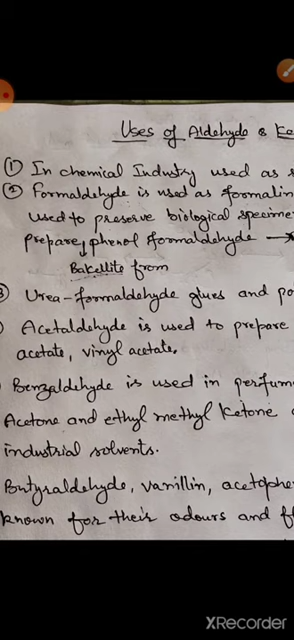 Uses of Aldehyde & Ke
① In chemical Industry used as
② Formaldehyde is used as formalin
used to preserve biological specime
prepare phenol formaldehyde
Bakellite from
Urea-formaldehyde glues and po
Acetaldehyde is used to prepare
acetate, vinyl acetate.
Benzaldehyde is used in perfum
Acetone and ethyl methyl Ketone
industrial solvents.
Butyraldehyde, vanillin, acetophe
known for their odours and fl
XRecorder